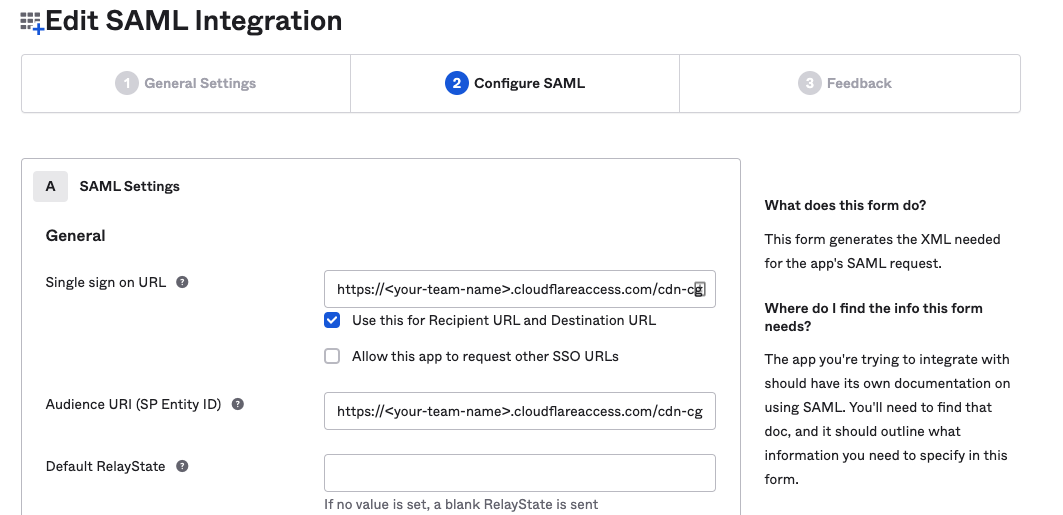 Edit SAML Integration
1 General Settings
2 Configure SAML
3 Feedback
A SAML Settings
General
Single sign on URL ?
https://<your-team-name>.cloudflareaccess.com/cdn-cg
Use this for Recipient URL and Destination URL
Allow this app to request other SSO URLs
Audience URI (SP Entity ID) ?
https://<your-team-name>.cloudflareaccess.com/cdn-cg
Default RelayState ?
If no value is set, a blank RelayState is sent
What does this form do?
This form generates the XML needed
for the app's SAML request.
Where do I find the info this form
needs?
The app you're trying to integrate with
should have its own documentation on
using SAML. You'll need to find that
doc, and it should outline what
information you need to specify in this
form.